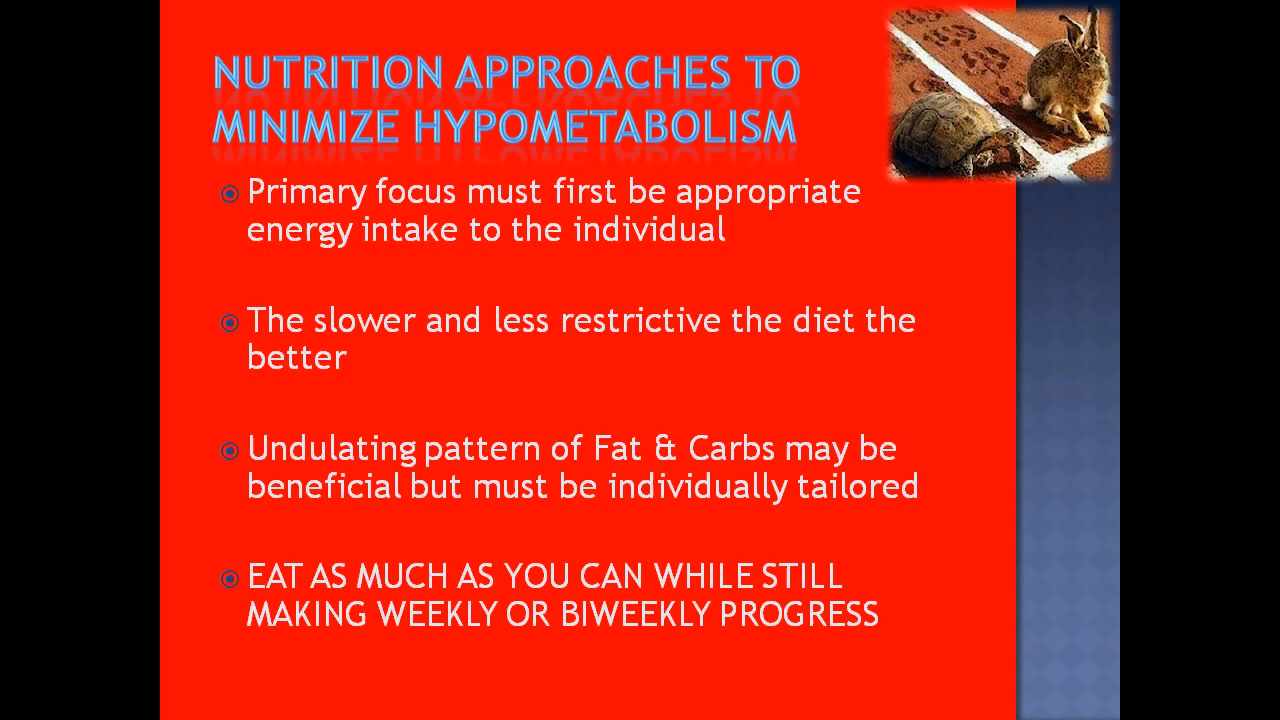 NUTRITION APPROACHES TO
MINIMIZE HYPOMETABOLISM
Primary focus must first be appropriate
energy intake to the individual
The slower and less restrictive the diet the
better
Undulating pattern of Fat & Carbs may be
beneficial but must be individually tailored
EAT AS MUCH AS YOU CAN WHILE STILL
MAKING WEEKLY OR BIWEEKLY PROGRESS